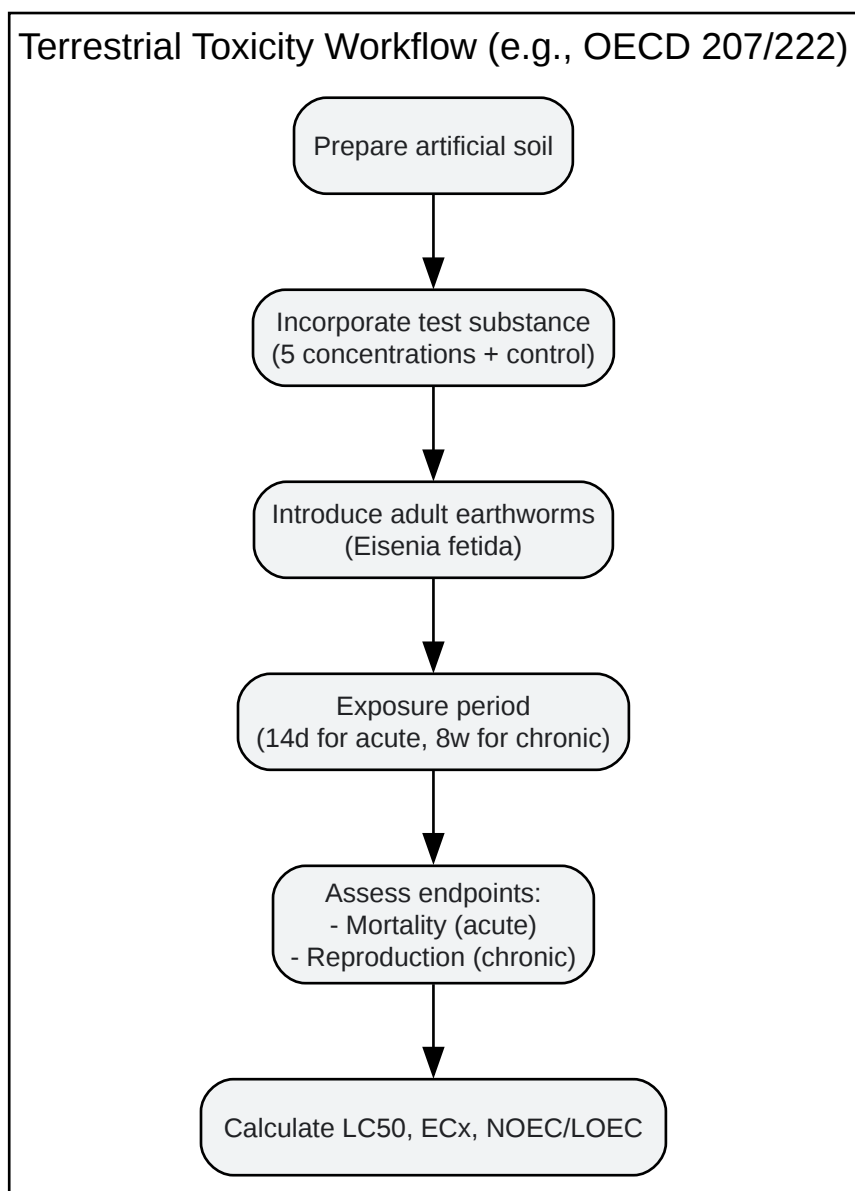 Terrestrial Toxicity Workflow (e.g., OECD 207/222)
Prepare artificial soil
Incorporate test substance
(5 concentrations + control)
Introduce adult earthworms
(Eisenia fetida)
Exposure period
(14d for acute, 8w for chronic)
Assess endpoints:
- Mortality (acute)
- Reproduction (chronic)
Calculate LC50, ECx, NOEC/LOEC